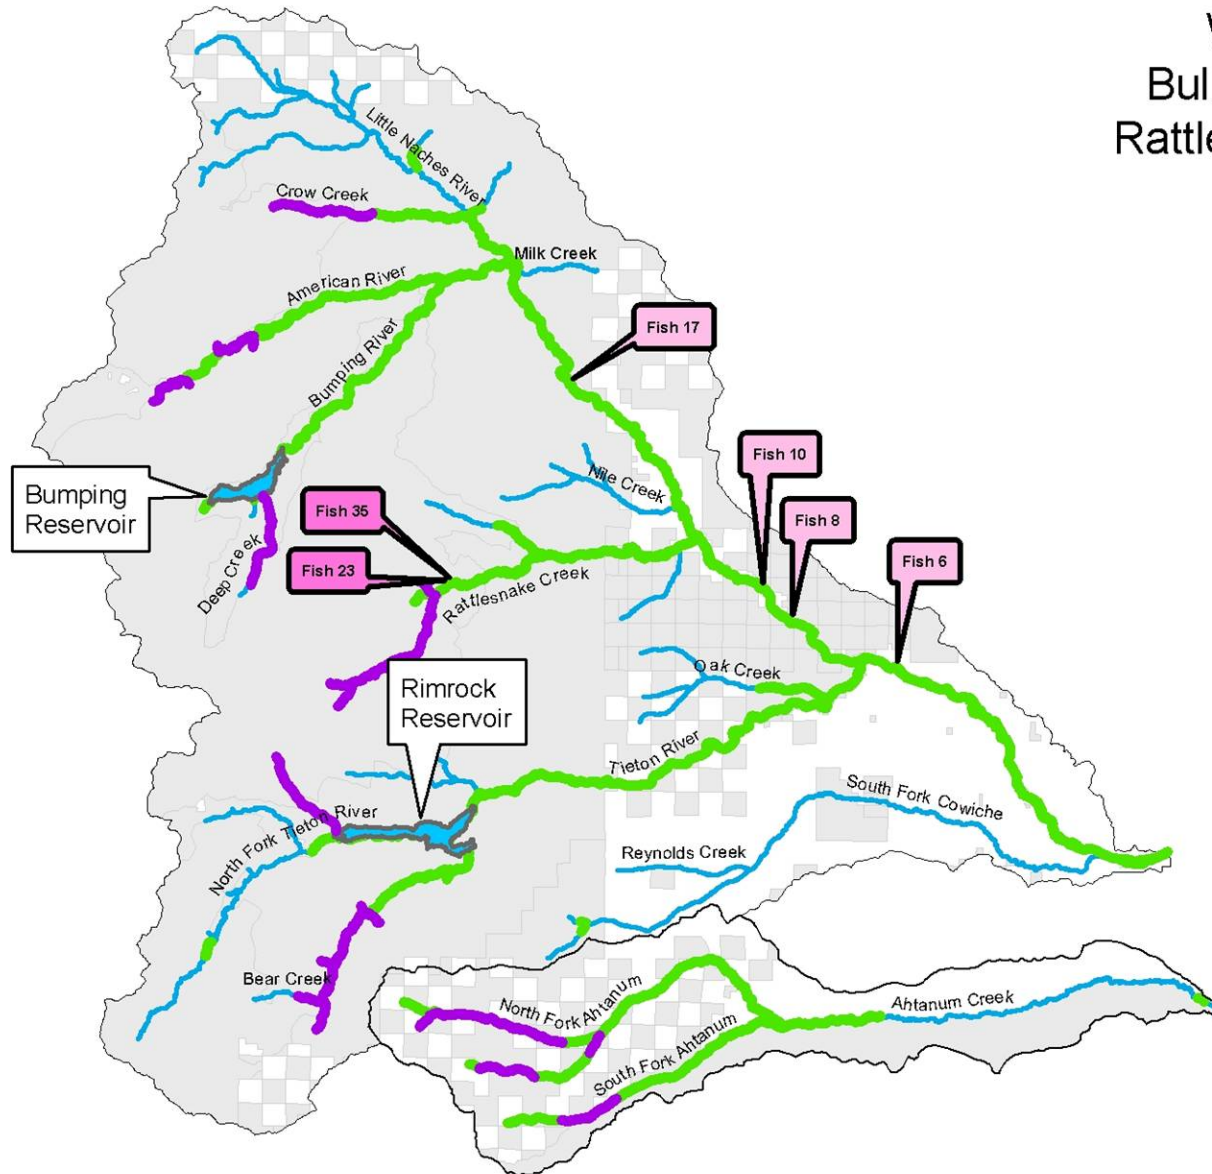 Bul
Rattle
Little Naches River
Crow Creek
Milk Creek
American River
Fish 17
Bumping River
Fish 10
Nile Creek
Bumping
Reservoir
Fish 35
Fish 8
Fish 23
Fish 6
Deep Creek
Rattlesnake Creek
Rimrock
Reservoir
Oak Creek
Tieton River
North Fork Tieton River
South Fork Cowiche
Reynolds Creek
Bear Creek
North Fork Ahtanum
Ahtanum Creek
South Fork Ahtanum